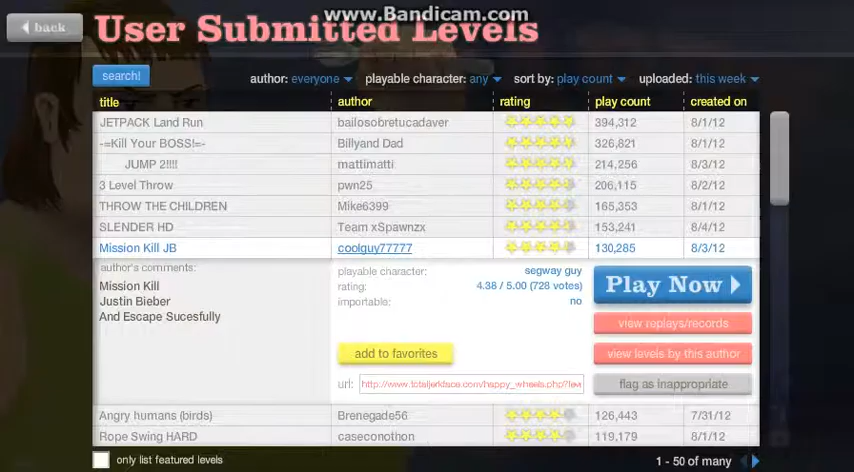 www.Bandicam.com
back
User Submitted Levels
search!
author: everyone playable character: any sort by: play count uploaded: this week
title author rating play count created on
JETPACK Land Run bailosobretucadaver 394,312 8/1/12
-=Kill Your BOSS!=- Billyand Dad 326,821 8/1/12
JUMP 2!!!! mattimatti 214,256 8/3/12
3 Level Throw pwn25 206,115 8/2/12
THROW THE CHILDREN Mike6399 165,353 8/1/12
SLENDER HD Team xSpawnzx 153,241 8/4/12
Mission Kill JB coolguy77777 130,285 8/3/12
author's comments:
Mission Kill
Justin Bieber
And Escape Sucesfully
playable character: segway guy
rating: 4.38 / 5.00 (728 votes)
importable: no
add to favorites
url: http://www.totaljerkface.com/happy_wheels.php?leve
Play Now
view replays/records
view levels by this author
flag as inappropriate
Angry humans (birds) Brenegade56 126,443 7/31/12
Rope Swing HARD caseconothon 119,179 8/1/12
only list featured levels 1 - 50 of many